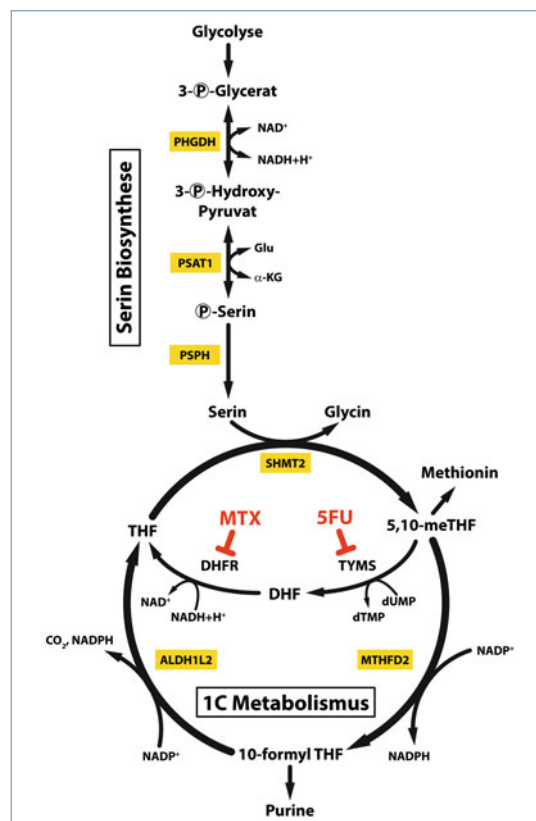 Glycolyse
3-Ⓟ-Glycerat
PHGDH
NAD⁺
NADH+H⁺
3-Ⓟ-Hydroxy-
Pyruvat
Serin Biosynthese
PSAT1
Glu
α-KG
Ⓟ-Serin
PSPH
Serin
Glycin
SHMT2
Methionin
THF
MTX
5FU
5,10-meTHF
DHFR
TYMS
DHF
NAD⁺
NADH+H⁺
dUMP
dTMP
CO₂, NADPH
ALDH1L2
MTHFD2
NADP⁺
1C Metabolismus
NADP⁺
10-formyl THF
NADPH
Purine